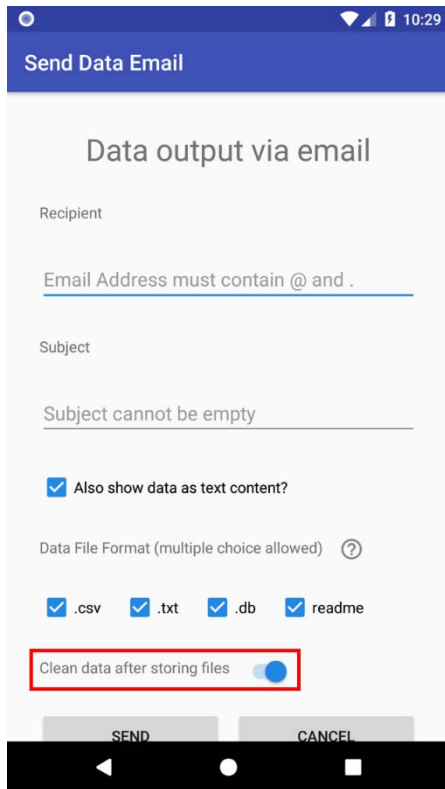 10:29
Send Data Email
Data output via email
Recipient
Email Address must contain @ and .
Subject
Subject cannot be empty
Also show data as text content?
Data File Format (multiple choice allowed) ?
.csv .txt .db readme
Clean data after storing files
SEND CANCEL